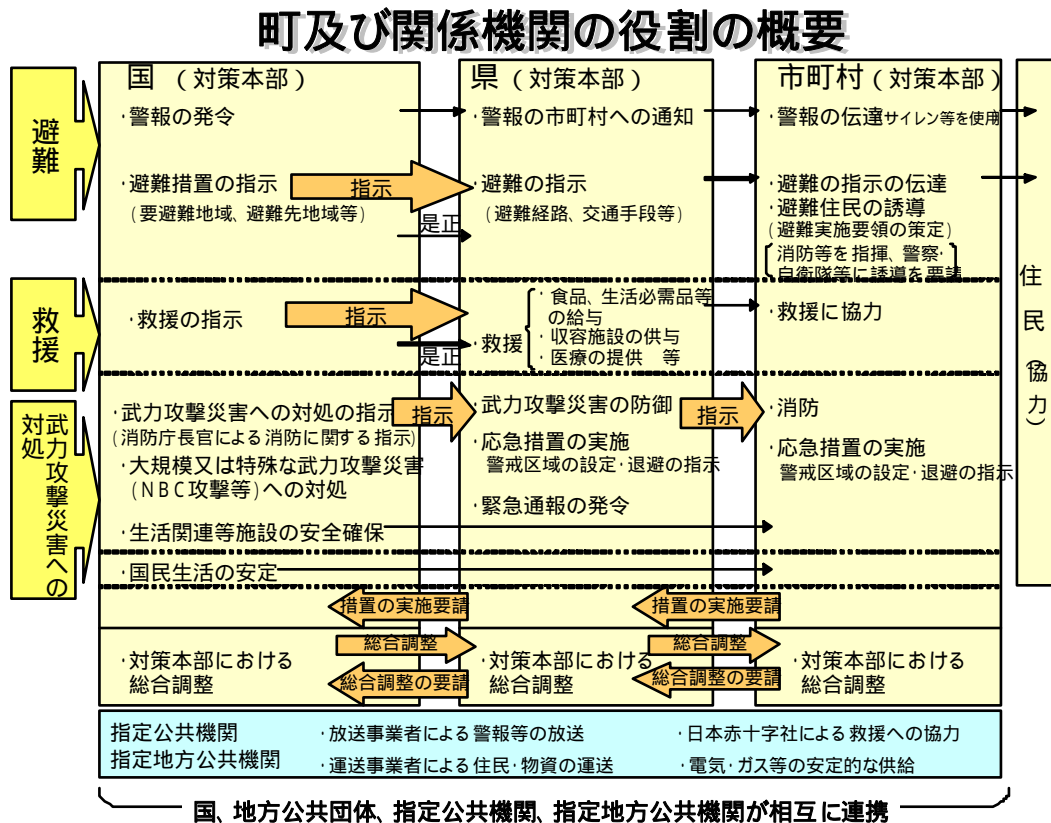 町及び関係機関の役割の概要
避難
国（対策本部）
・警報の発令
・避難措置の指示
（要避難地域、避難先地域等）
指示
是正
県（対策本部）
・警報の市町村への通知
・避難の指示
（避難経路、交通手段等）
市町村（対策本部）
・警報の伝達サイレン等を使用
・避難の指示の伝達
・避難住民の誘導
（避難実施要領の策定）
消防等を指揮、警察・
自衛隊等に誘導を要請
救援
・救援の指示
指示
是正
・救援
・食品、生活必需品等
の給与
・収容施設の供与
・医療の提供 等
・救援に協力
武力攻撃災害への
対処
・武力攻撃災害への対処の指示
（消防庁長官による消防に関する指示）
・大規模又は特殊な武力攻撃災害
（NBC攻撃等）への対処
・生活関連等施設の安全確保
指示
・武力攻撃災害の防御
・応急措置の実施
警戒区域の設定・退避の指示
・緊急通報の発令
指示
・消防
・応急措置の実施
警戒区域の設定・退避の指示
・国民生活の安定
措置の実施要請
措置の実施要請
・対策本部における
総合調整
総合調整
総合調整の要請
・対策本部における
総合調整
総合調整
総合調整の要請
・対策本部における
総合調整
住民（協力）
指定公共機関
指定地方公共機関
・放送事業者による警報等の放送
・運送事業者による住民・物資の運送
・日本赤十字社による救援への協力
・電気・ガス等の安定的な供給
国、地方公共団体、指定公共機関、指定地方公共機関が相互に連携